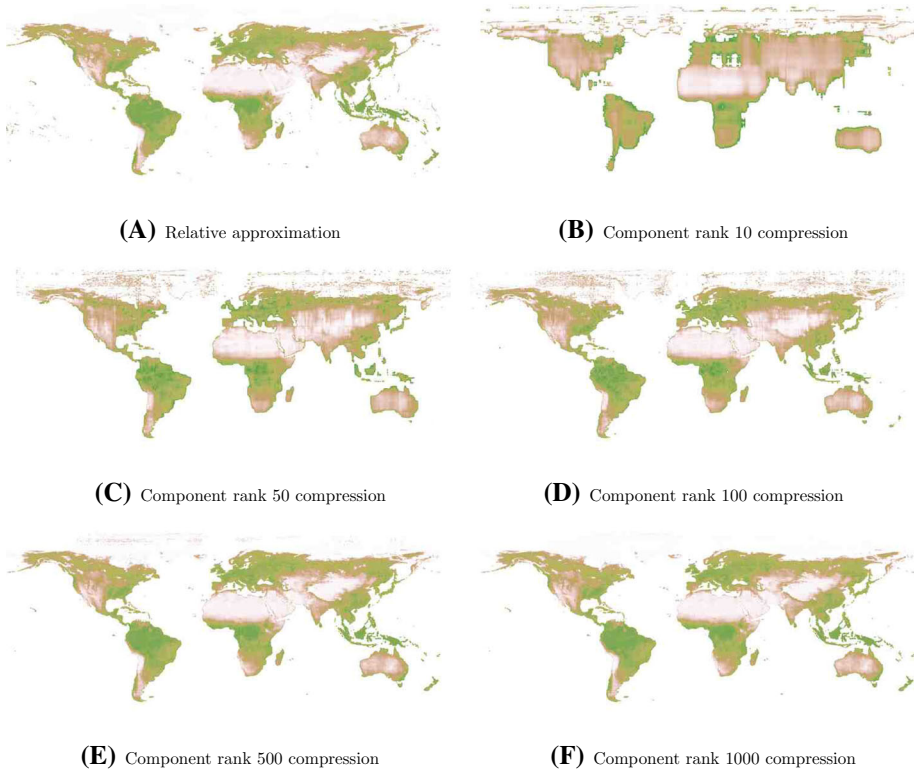 (A) Relative approximation
(B) Component rank 10 compression
(C) Component rank 50 compression
(D) Component rank 100 compression
(E) Component rank 500 compression
(F) Component rank 1000 compression